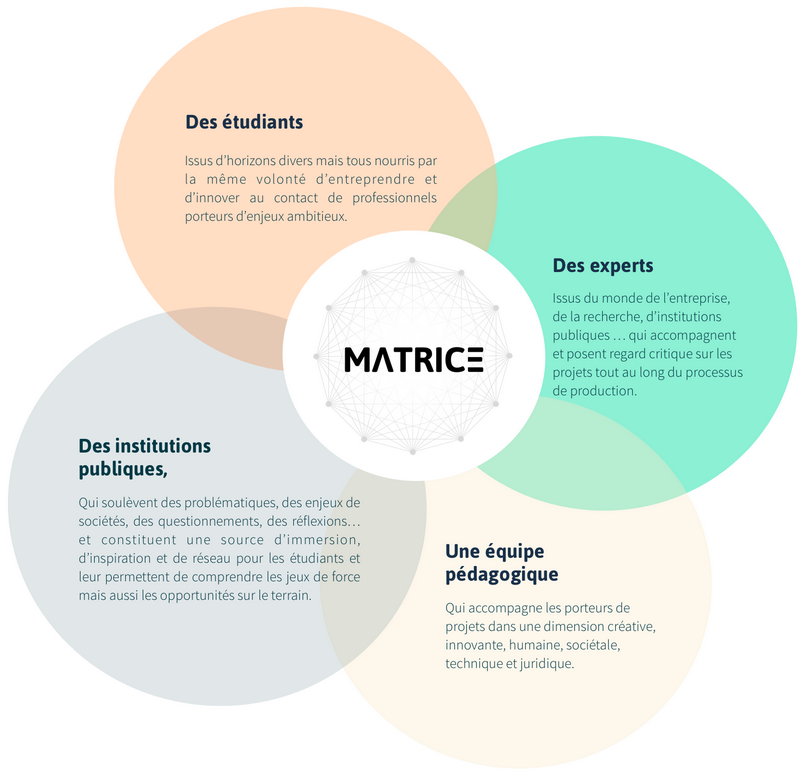 Des étudiants
Issus d’horizons divers mais tous nourris par
la même volonté d’entreprendre et
d’innover au contact de professionnels
porteurs d’enjeux ambitieux.
Des experts
Issus du monde de l’entreprise,
de la recherche, d’institutions
publiques … qui accompagnent
et posent regard critique sur les
projets tout au long du processus
de production.
MATRICE
Des institutions
publiques,
Qui soulèvent des problématiques, des enjeux de
sociétés, des questionnements, des réflexions…
et constituent une source d’immersion,
d’inspiration et de réseau pour les étudiants et
leur permettent de comprendre les jeux de force
mais aussi les opportunités sur le terrain.
Une équipe
pédagogique
Qui accompagne les porteurs de
projets dans une dimension créative,
innovante, humaine, sociétale,
technique et juridique.